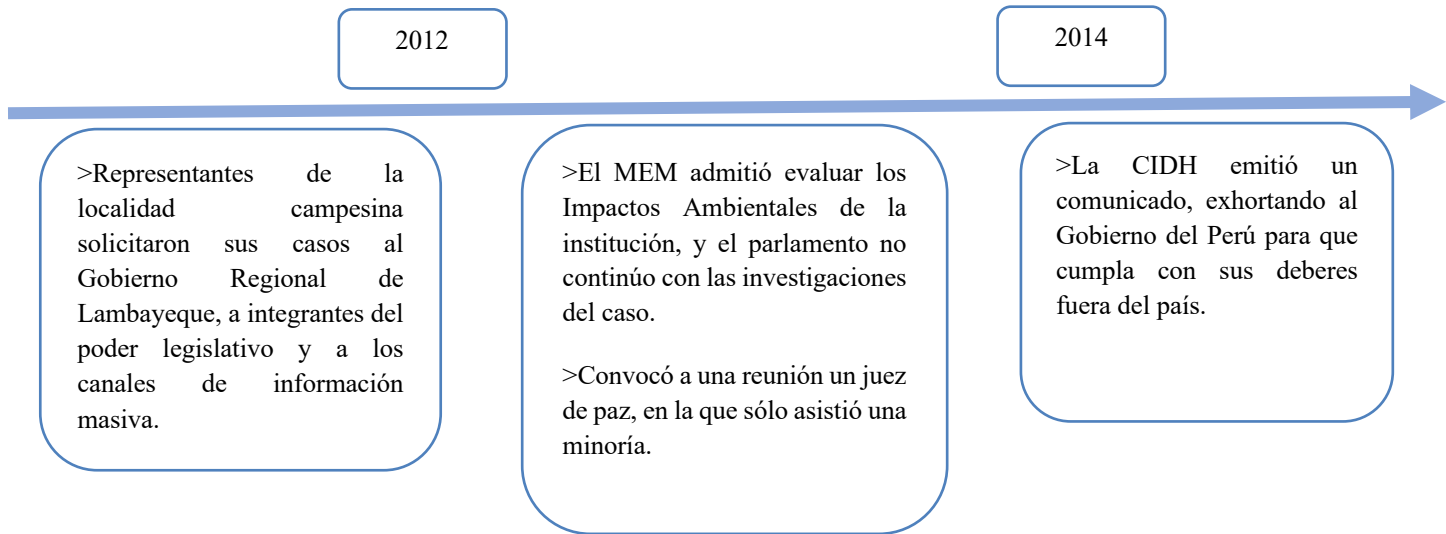 2012
2014
>Representantes de la
localidad campesina
solicitaron sus casos al
Gobierno Regional de
Lambayeque, a integrantes del
poder legislativo y a los
canales de información
masiva.
>El MEM admitió evaluar los
Impactos Ambientales de la
institución, y el parlamento no
continúo con las investigaciones
del caso.
>Convocó a una reunión un juez
de paz, en la que sólo asistió una
minoría.
>La CIDH emitió un
comunicado, exhortando al
Gobierno del Perú para que
cumpla con sus deberes
fuera del país.